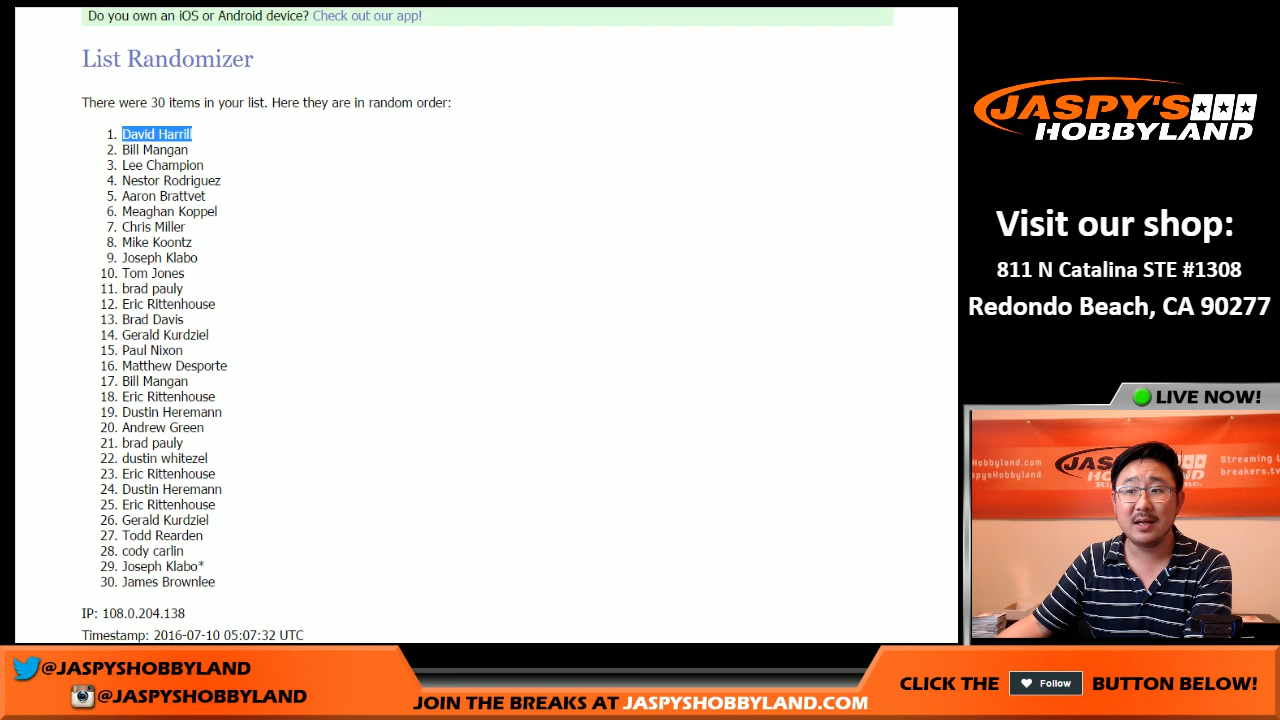 Do you own an iOS or Android device? Check out our app!
List Randomizer
There were 30 items in your list. Here they are in random order:
1. David Harrill
2. Bill Mangan
3. Lee Champion
4. Nestor Rodriguez
5. Aaron Brattvet
6. Meaghan Koppel
7. Chris Miller
8. Mike Koontz
9. Joseph Klabo
10. Tom Jones
11. brad pauly
12. Eric Rittenhouse
13. Brad Davis
14. Gerald Kurdziel
15. Paul Nixon
16. Matthew Desporte
17. Bill Mangan
18. Eric Rittenhouse
19. Dustin Heremann
20. Andrew Green
21. brad pauly
22. dustin whitezel
23. Eric Rittenhouse
24. Dustin Heremann
25. Eric Rittenhouse
26. Gerald Kurdziel
27. Todd Rearden
28. cody carlin
29. Joseph Klabo*
30. James Brownlee
IP: 108.0.204.138
Timestamp: 2016-07-10 05:07:32 UTC
JASPY'S
HOBBYLAND
Visit our shop:
811 N Catalina STE #1308
Redondo Beach, CA 90277
LIVE NOW!
Hobbyland.com
spysHobbyland
JAS
LAND
Streaming L
breakers.tv
@JASPYSHOBBYLAND
@JASPYSHOBBYLAND
JOIN THE BREAKS AT JASPYSHOBBYLAND.COM
CLICK THE Follow BUTTON BELOW!